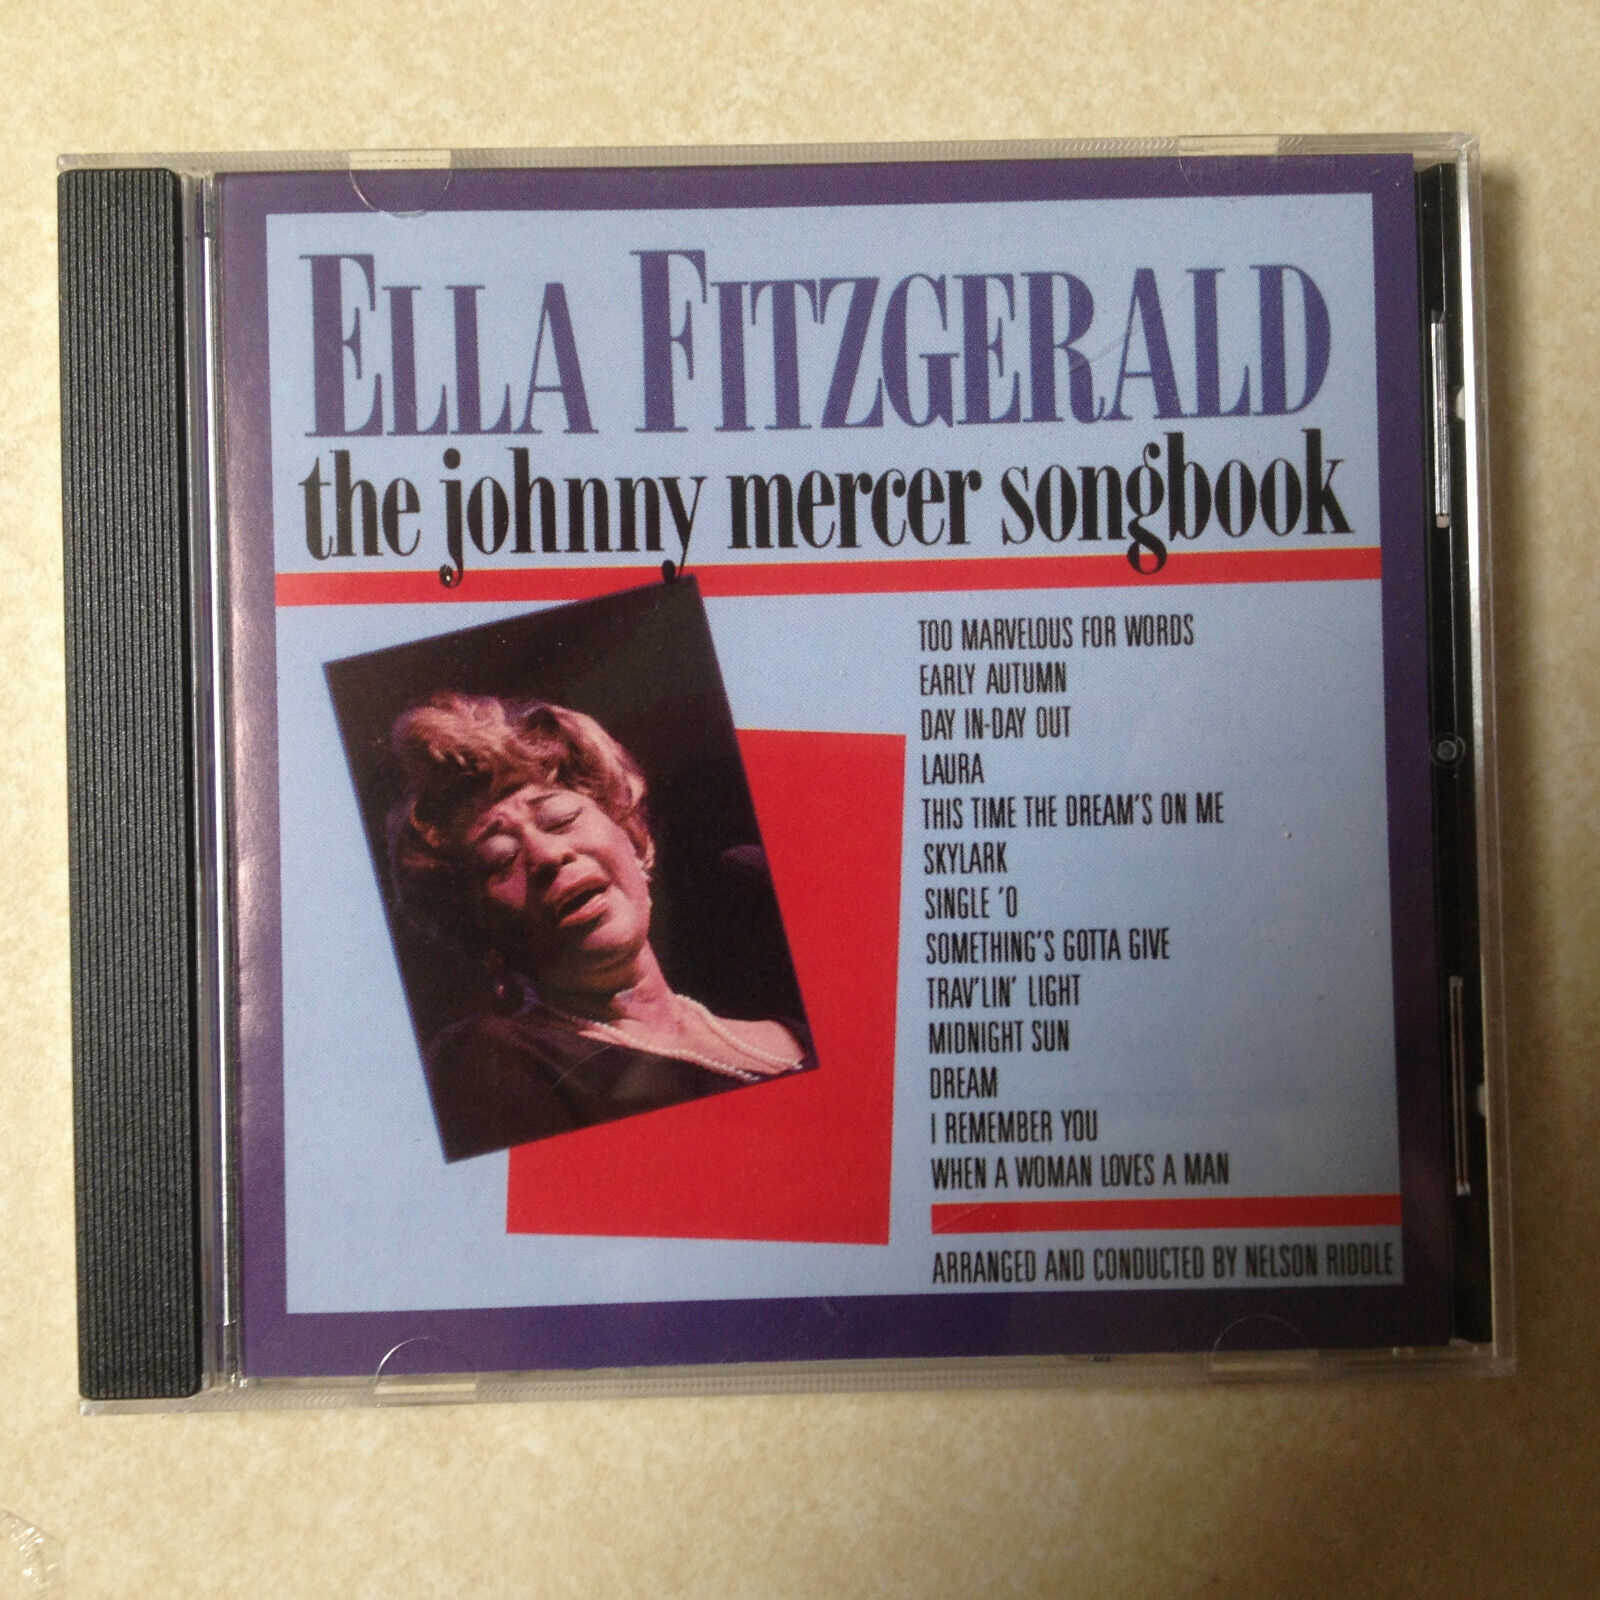 ELLA FITZGERALD
the johnny mercer songbook
TOO MARVELOUS FOR WORDS
EARLY AUTUMN
DAY IN-DAY OUT
LAURA
THIS TIME THE DREAM'S ON ME
SKYLARK
SINGLE 'O
SOMETHING'S GOTTA GIVE
TRAV'LIN' LIGHT
MIDNIGHT SUN
DREAM
I REMEMBER YOU
WHEN A WOMAN LOVES A MAN
ARRANGED AND CONDUCTED BY NELSON RIDDLE